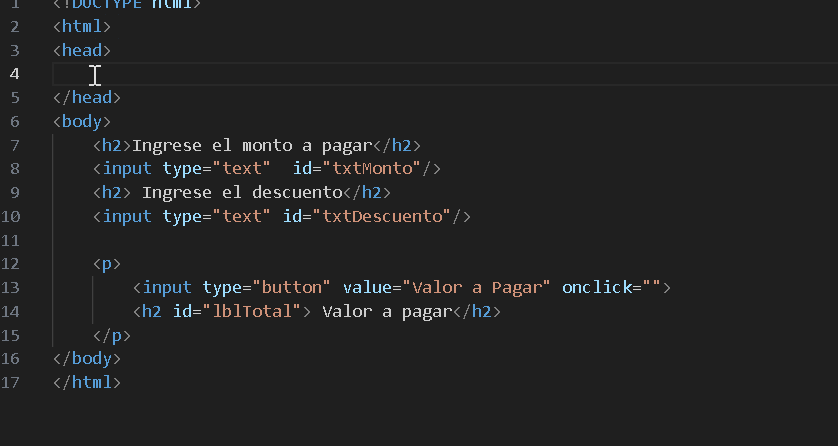 1 <!DOCTYPE html>
2 <html>
3 <head>
4
5 </head>
6 <body>
7 <h2>Ingrese el monto a pagar</h2>
8 <input type="text"  id="txtMonto"/>
9 <h2> Ingrese el descuento</h2>
10 <input type="text" id="txtDescuento"/>
11
12 <p>
13 <input type="button" value="Valor a Pagar" onclick="">
14 <h2 id="lblTotal"> Valor a pagar</h2>
15 </p>
16 </body>
17 </html>